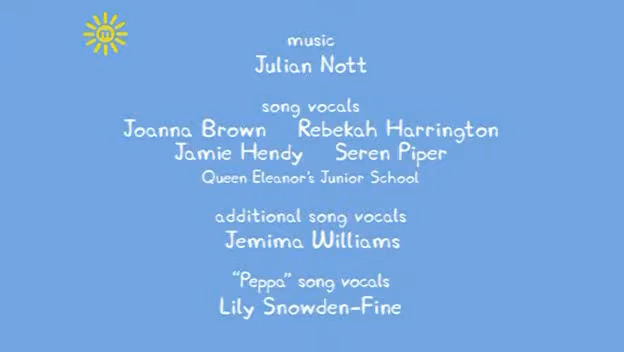 m
music
Julian Nott
song vocals
Joanna Brown Rebekah Harrington
Jamie Hendy Seren Piper
Queen Eleanor's Junior School
additional song vocals
Jemima Williams
"Peppa" song vocals
Lily Snowden-Fine